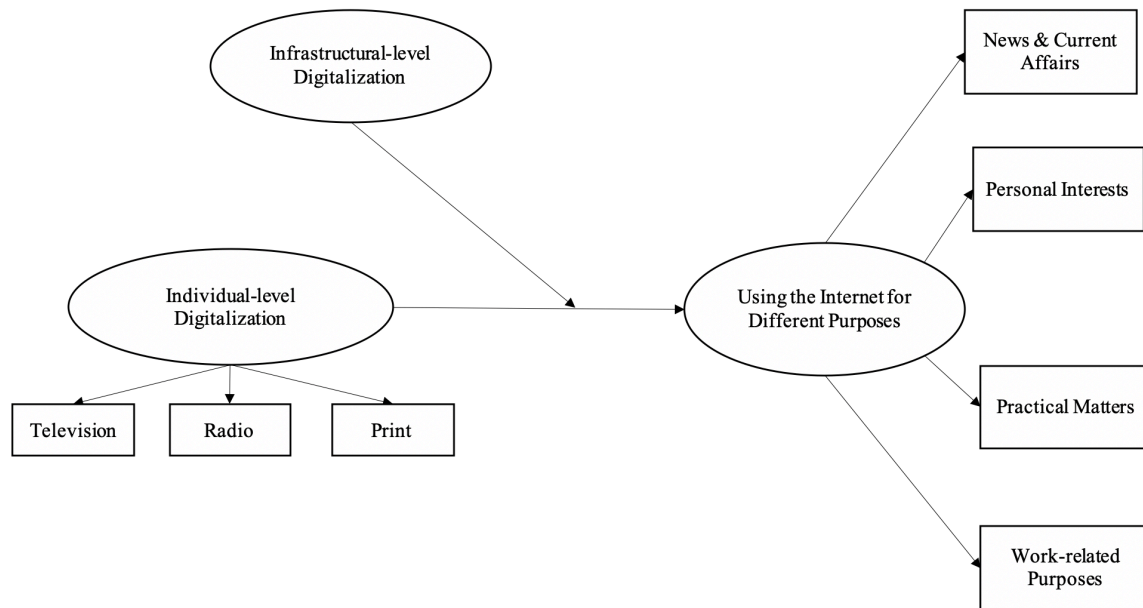 Infrastructural-level
Digitalization
News & Current
Affairs
Personal Interests
Individual-level
Digitalization
Using the Internet for
Different Purposes
Television
Radio
Print
Practical Matters
Work-related
Purposes